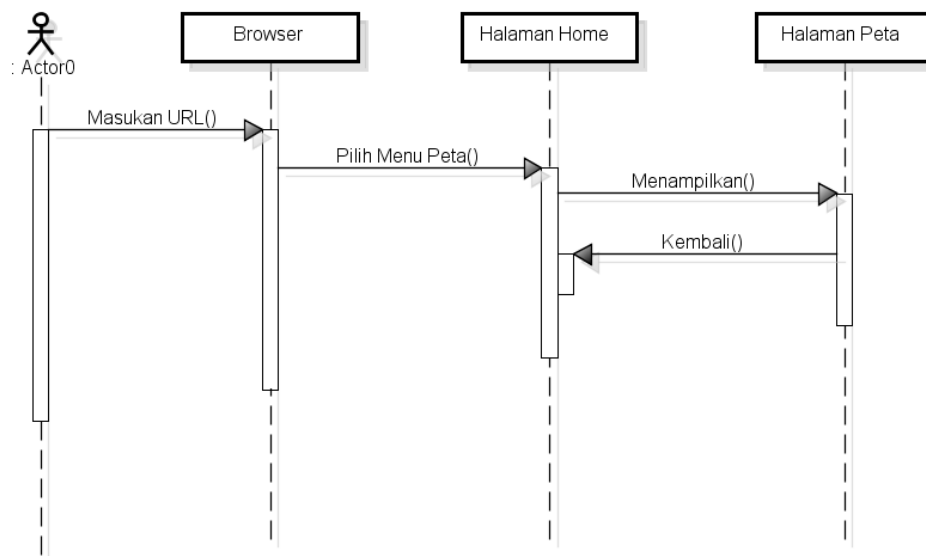 Browser
Halaman Home
Halaman Peta
: Actor0
Masukan URL()
Pilih Menu Peta()
Menampilkan()
Kembali()